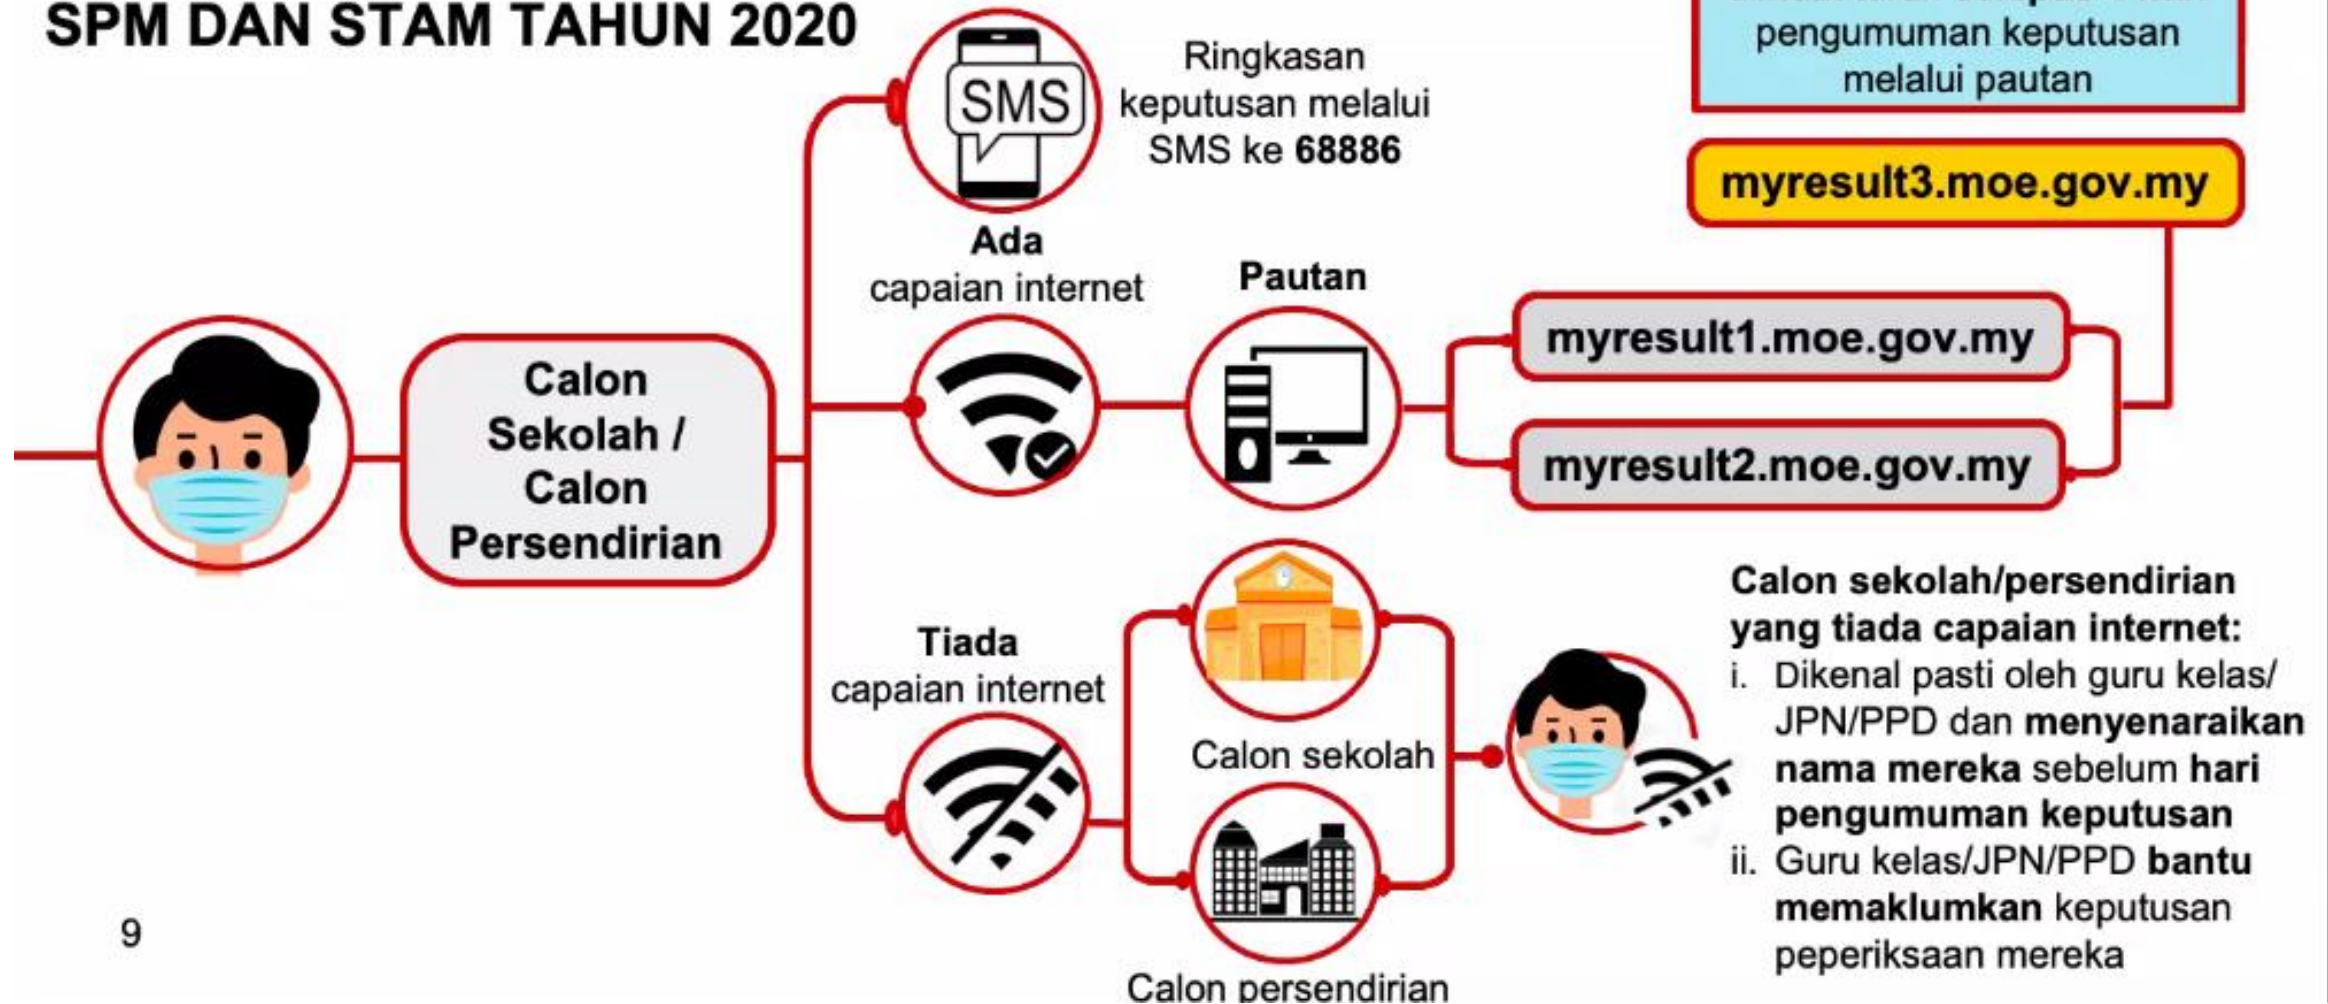 SPM DAN STAM TAHUN 2020
SMS
Ringkasan
keputusan melalui
SMS ke 68886
pengumuman keputusan
melalui pautan
myresult3.moe.gov.my
Ada
capaian internet
Pautan
myresult1.moe.gov.my
myresult2.moe.gov.my
Calon
Sekolah /
Calon
Persendirian
Tiada
capaian internet
Calon sekolah
Calon persendirian
Calon sekolah/persendirian
yang tiada capaian internet:
i. Dikenal pasti oleh guru kelas/
JPN/PPD dan menyenaraikan
nama mereka sebelum hari
pengumuman keputusan
ii. Guru kelas/JPN/PPD bantu
memaklumkan keputusan
peperiksaan mereka
9